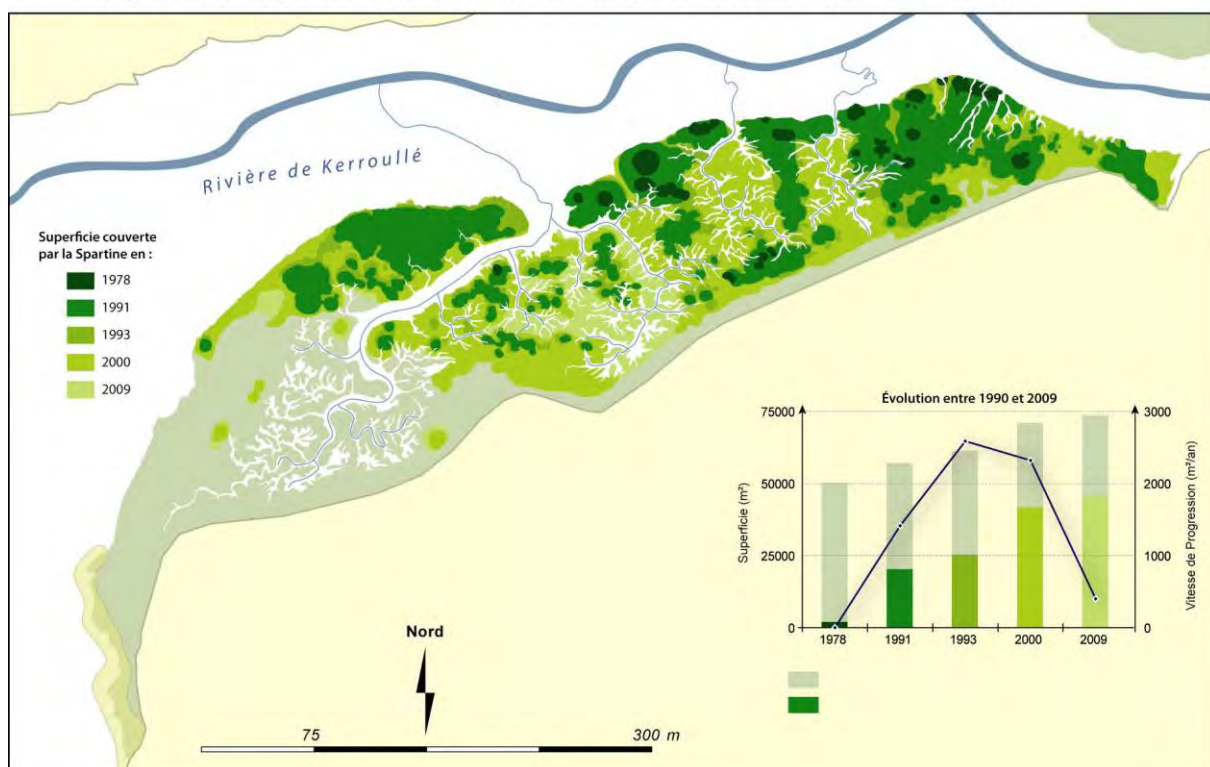 Rivière de Kerroullé
Superficie couverte
par la Spartine en :
1978
1991
1993
2000
2009
Évolution entre 1990 et 2009
75000
50000
25000
0
Superficie (m²)
3000
2000
1000
0
Vitesse de Progression (m²/an)
1978
1991
1993
2000
2009
Nord
75
300 m